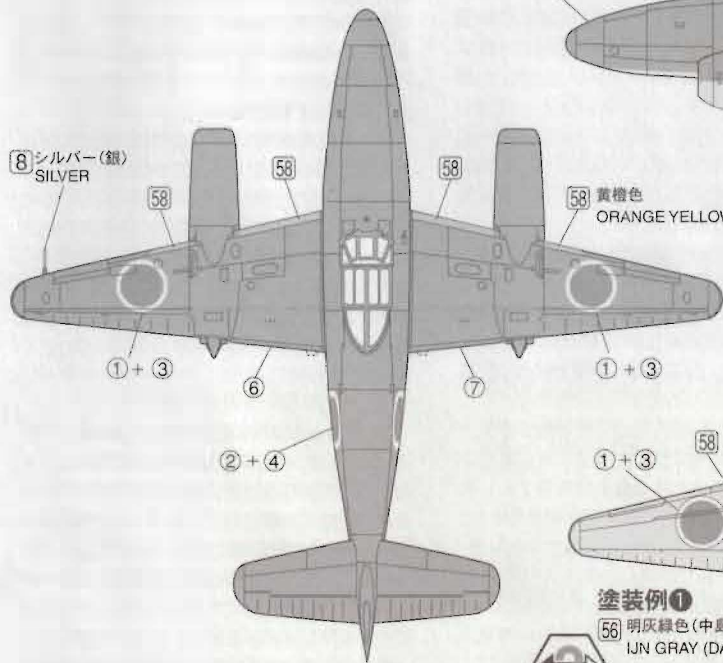 8 シルバー（銀）
SILVER
58
58
58
58 黄橙色
ORANGE YELLOW
①＋③
⑥
⑦
①＋③
②＋④
①＋③
58
塗装例❶
56 明灰緑色（中島
IJN GRAY